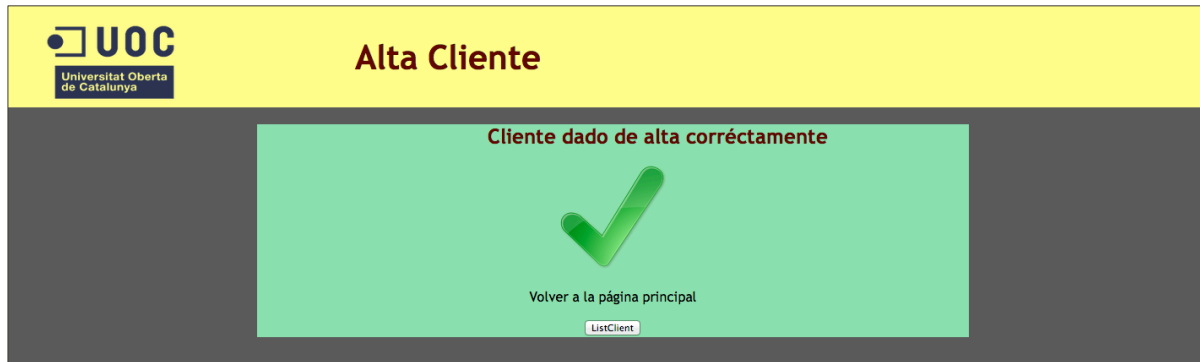 UOC
Universitat Oberta
de Catalunya
Alta Cliente
Cliente dado de alta corréctamente
Volver a la página principal
ListClient